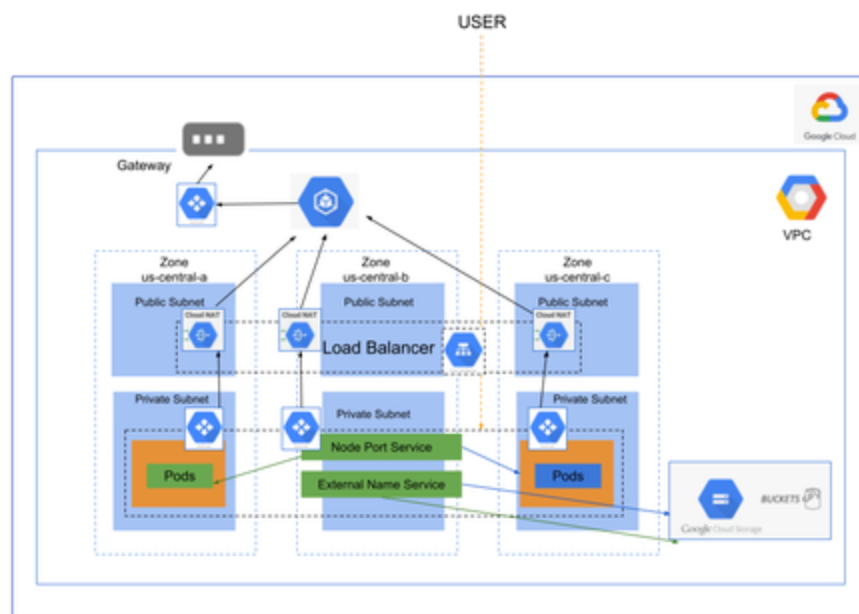 USER
Google Cloud
Gateway
VPC
Zone
us-central-a
Zone
us-central-b
Zone
us-central-c
Public Subnet
Public Subnet
Public Subnet
Cloud NAT
Cloud NAT
Cloud NAT
Load Balancer
Private Subnet
Private Subnet
Private Subnet
Node Port Service
Pods
Pods
External Name Service
BUCKETS
Google Cloud Storage